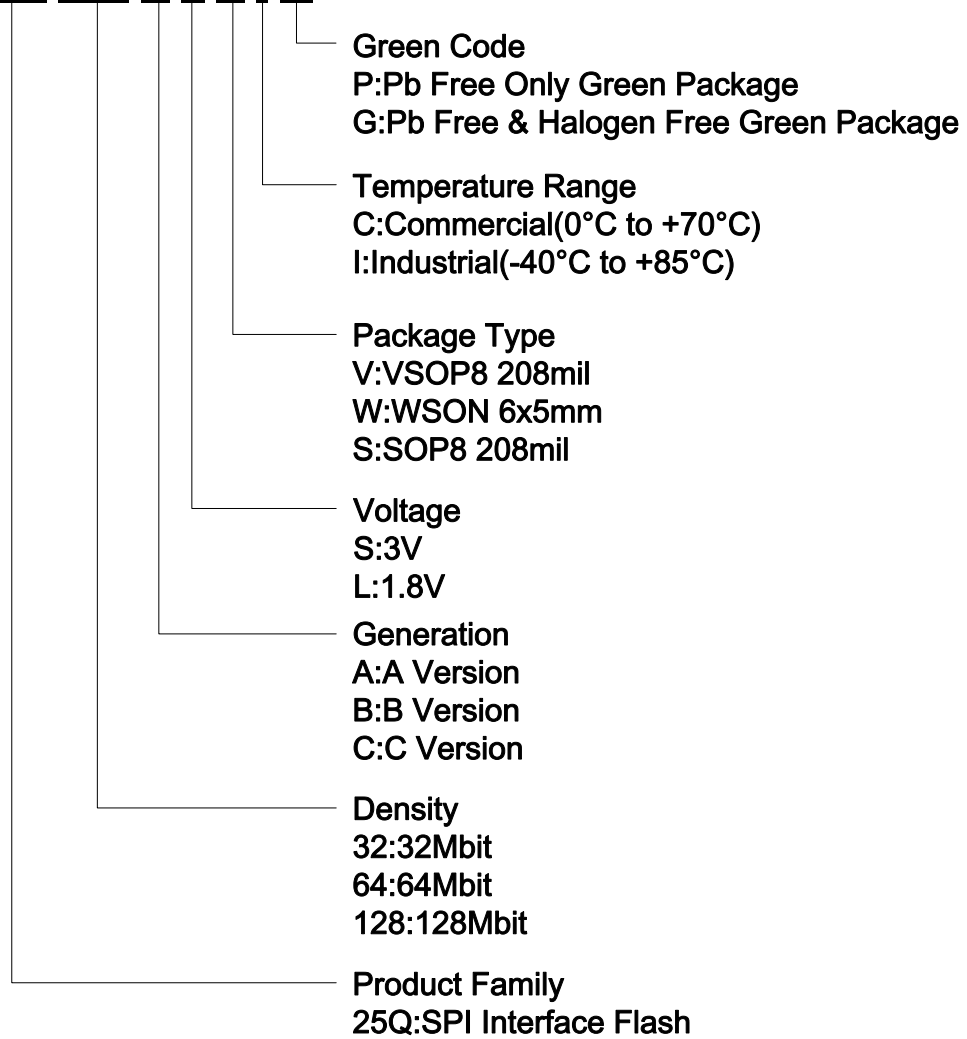 Green Code
P:Pb Free Only Green Package
G:Pb Free & Halogen Free Green Package
Temperature Range
C:Commercial(0°C to +70°C)
I:Industrial(-40°C to +85°C)
Package Type
V:VSOP8 208mil
W:WSON 6x5mm
S:SOP8 208mil
Voltage
S:3V
L:1.8V
Generation
A:A Version
B:B Version
C:C Version
Density
32:32Mbit
64:64Mbit
128:128Mbit
Product Family
25Q:SPI Interface Flash